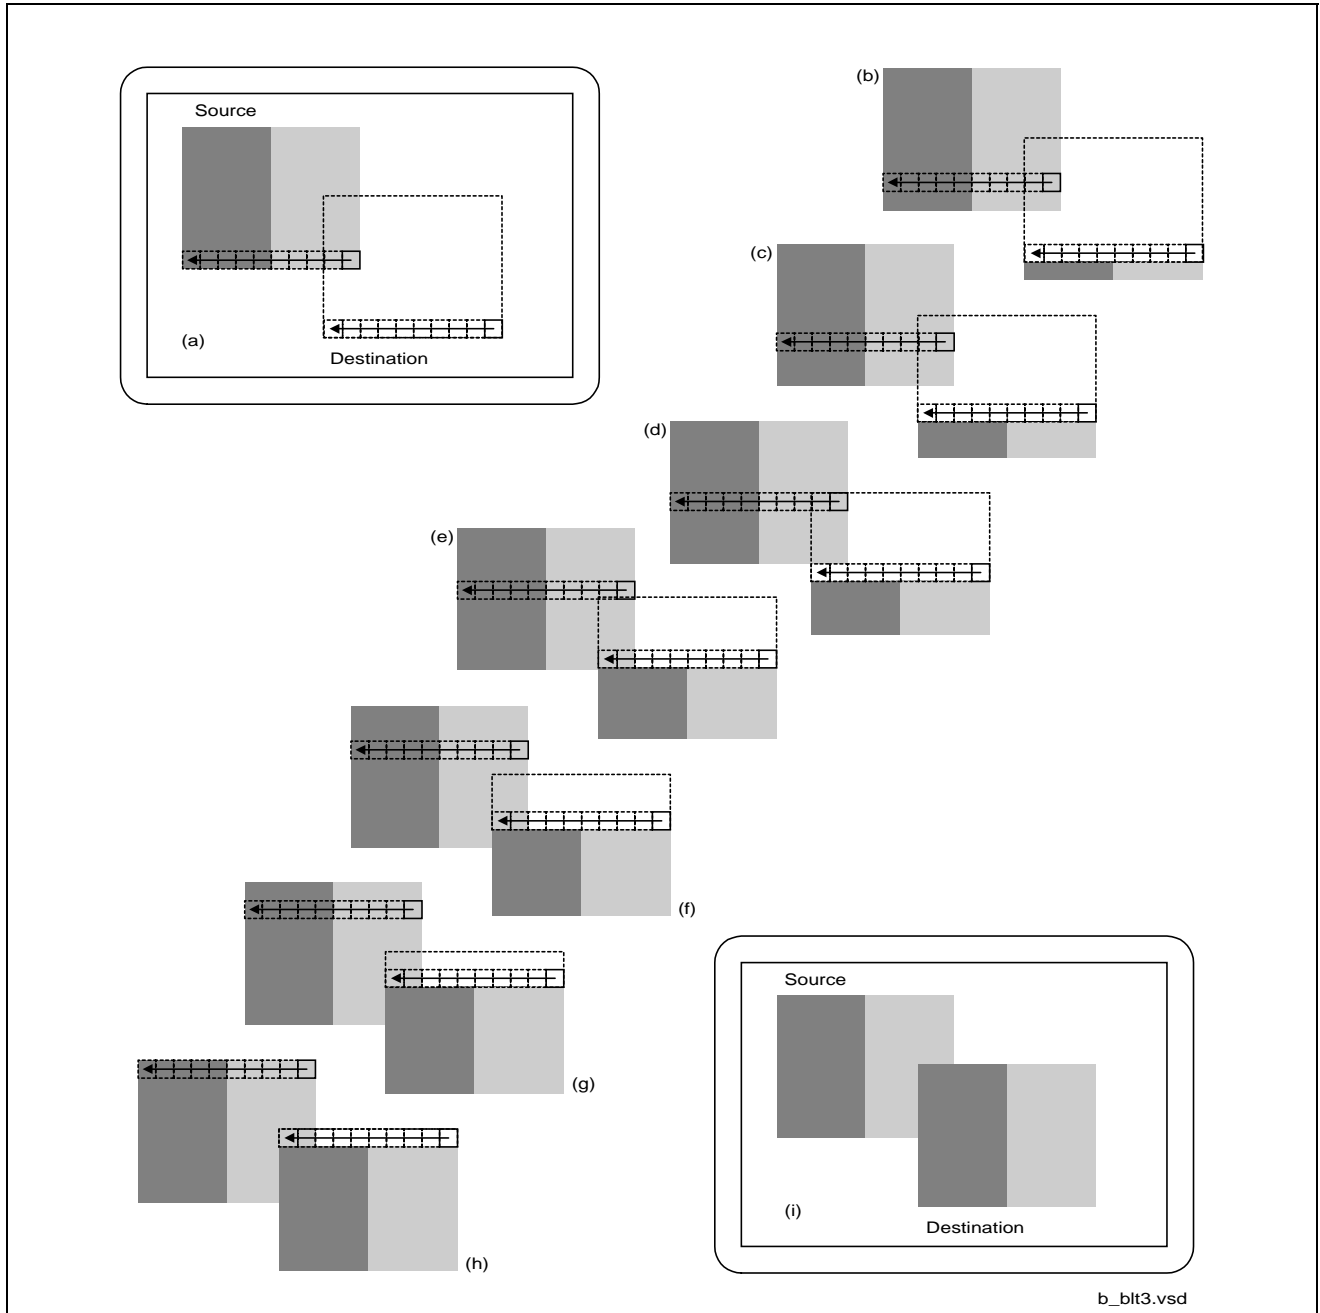 Source
(a)
Destination
(b)
(c)
(d)
(e)
(f)
(g)
(h)
Source
(i)
Destination
b_blt3.vsd